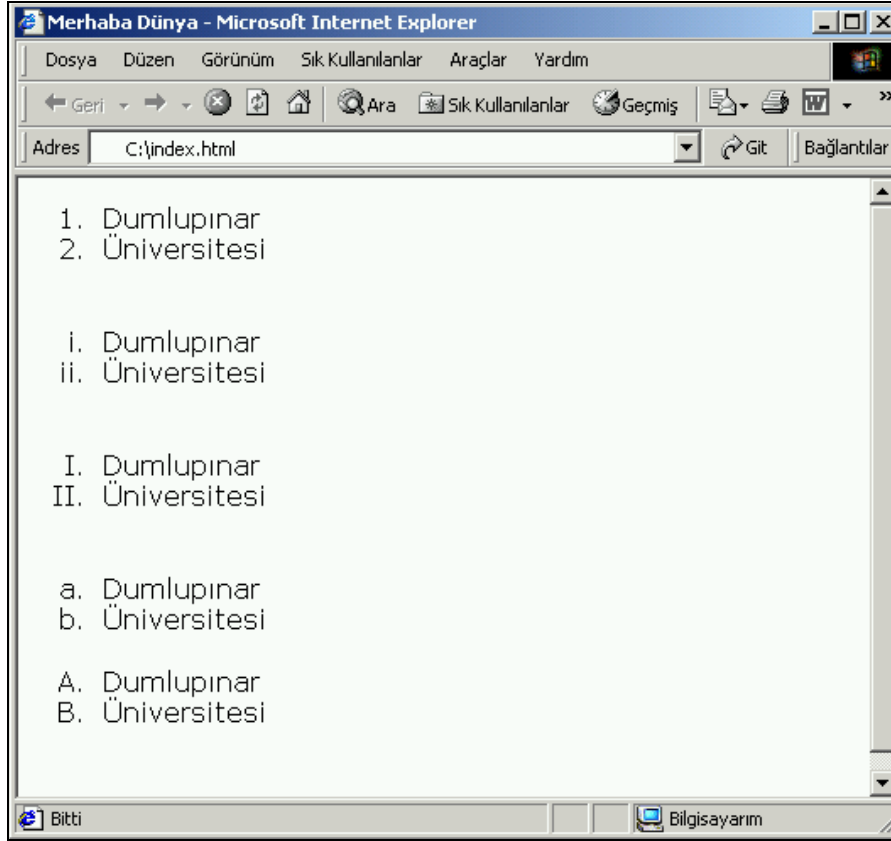 Merhaba Dünya - Microsoft Internet Explorer
Dosya Düzen Görünüm Sık Kullanılanlar Araçlar Yardım
Geri Ara Sık Kullanılanlar Geçmiş W »
Adres C:\index.html Git Bağlantılar
1. Dumlupınar
2. Üniversitesi
i. Dumlupınar
ii. Üniversitesi
I. Dumlupınar
II. Üniversitesi
a. Dumlupınar
b. Üniversitesi
A. Dumlupınar
B. Üniversitesi
Bitti Bilgisayarım